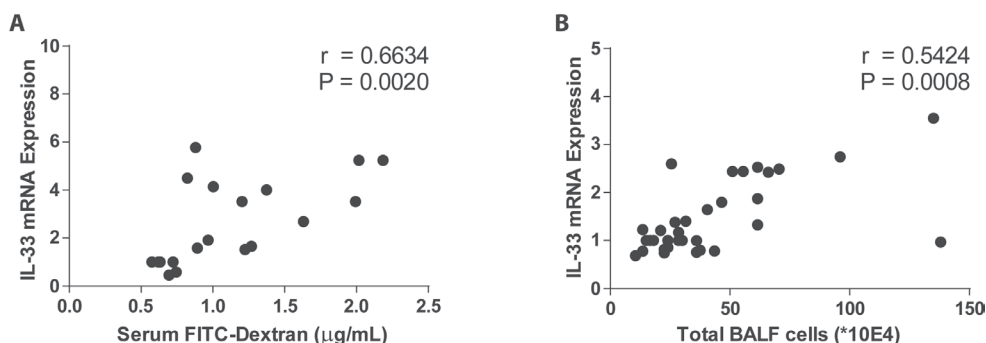 A
r = 0.6634
P = 0.0020
IL-33 mRNA Expression
10
8
6
4
2
0
0.0 0.5 1.0 1.5 2.0 2.5
Serum FITC-Dextran (μg/mL)
B
r = 0.5424
P = 0.0008
IL-33 mRNA Expression
5
4
3
2
1
0
0 50 100 150
Total BALF cells (*10E4)